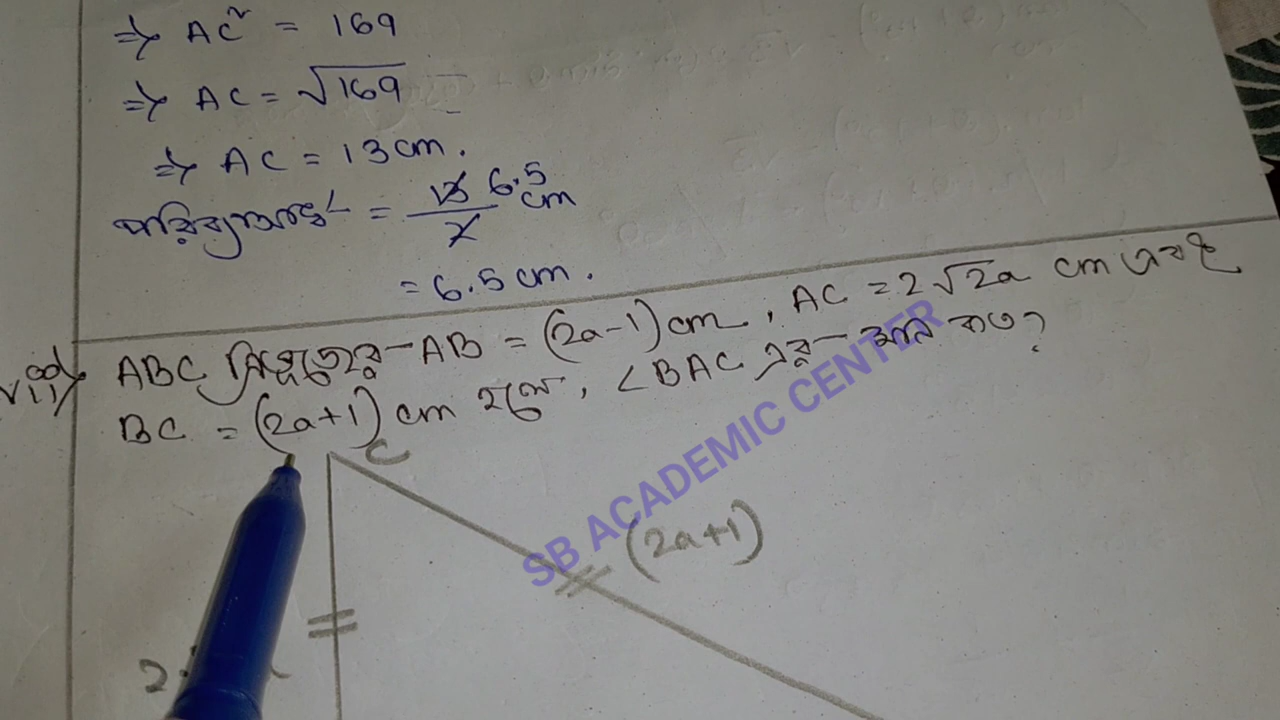 ⇒ AC² = 169
⇒ AC = √169
⇒ AC = 13 cm.
পরিব্যাসার্ধ = 13/2 6.5 cm
= 6.5 cm.
vii) ABC ত্রিভুজের AB = (2a-1) cm, AC = 2√2a cm এবং
BC = (2a+1) cm হলে, ∠BAC এর মান কত?
C
(2a+1)
SB ACADEMIC CENTER